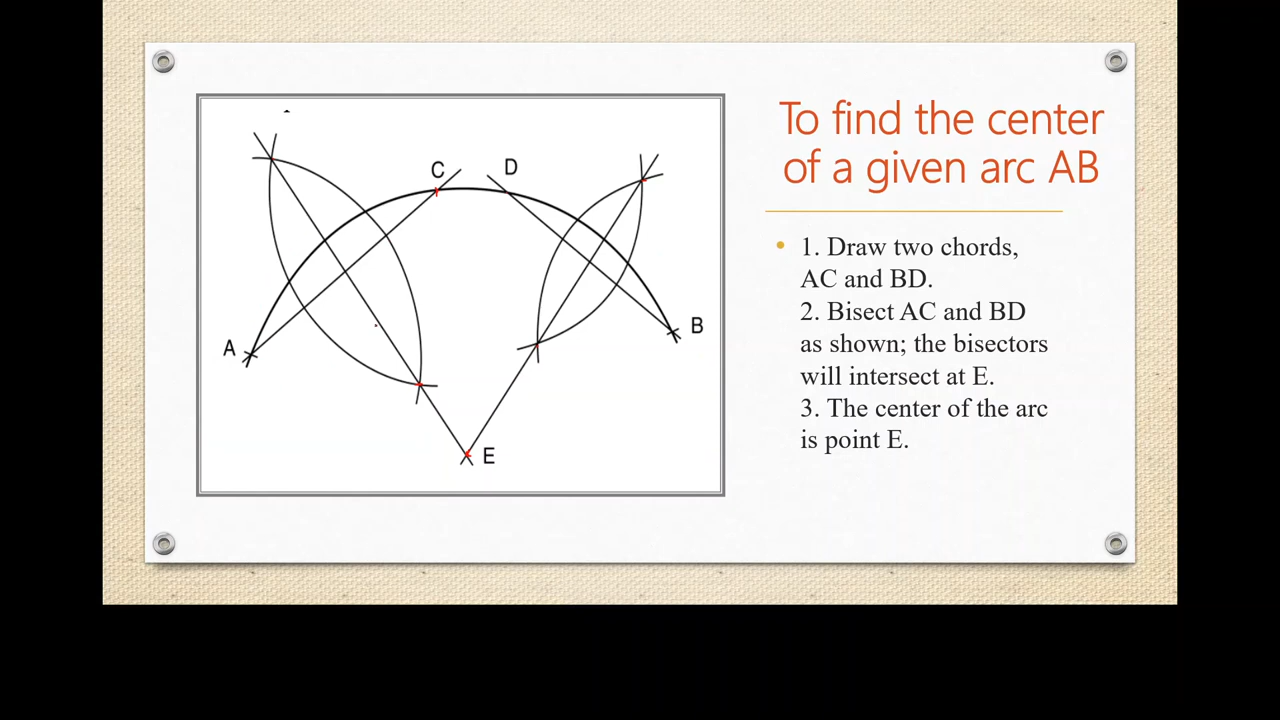 To find the center
of a given arc AB
C
D
A
B
E
• 1. Draw two chords,
AC and BD.
2. Bisect AC and BD
as shown; the bisectors
will intersect at E.
3. The center of the arc
is point E.